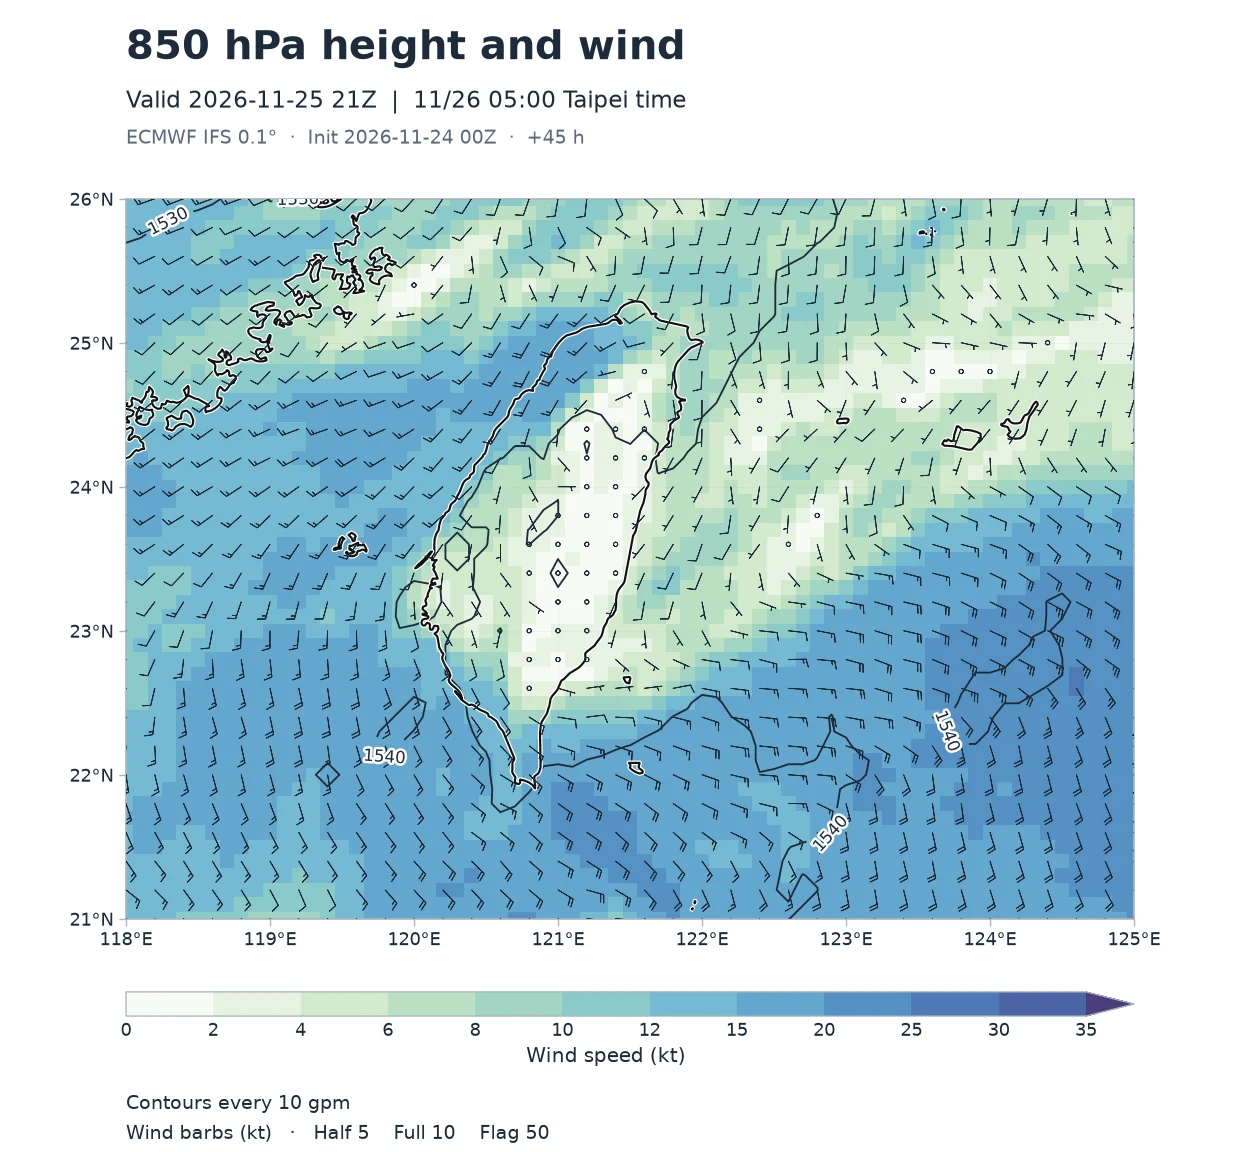 850 hPa height and wind
Valid 2026-11-25 21Z | 11/26 05:00 Taipei time
ECMWF IFS 0.1° · Init 2026-11-24 00Z · +45 h
26°N
25°N
24°N
23°N
22°N
21°N
1530
1530
1540
1540
1540
118°E 119°E 120°E 121°E 122°E 123°E 124°E 125°E
0 2 4 6 8 10 12 15 20 25 30 35
Wind speed (kt)
Contours every 10 gpm
Wind barbs (kt) · Half 5 Full 10 Flag 50